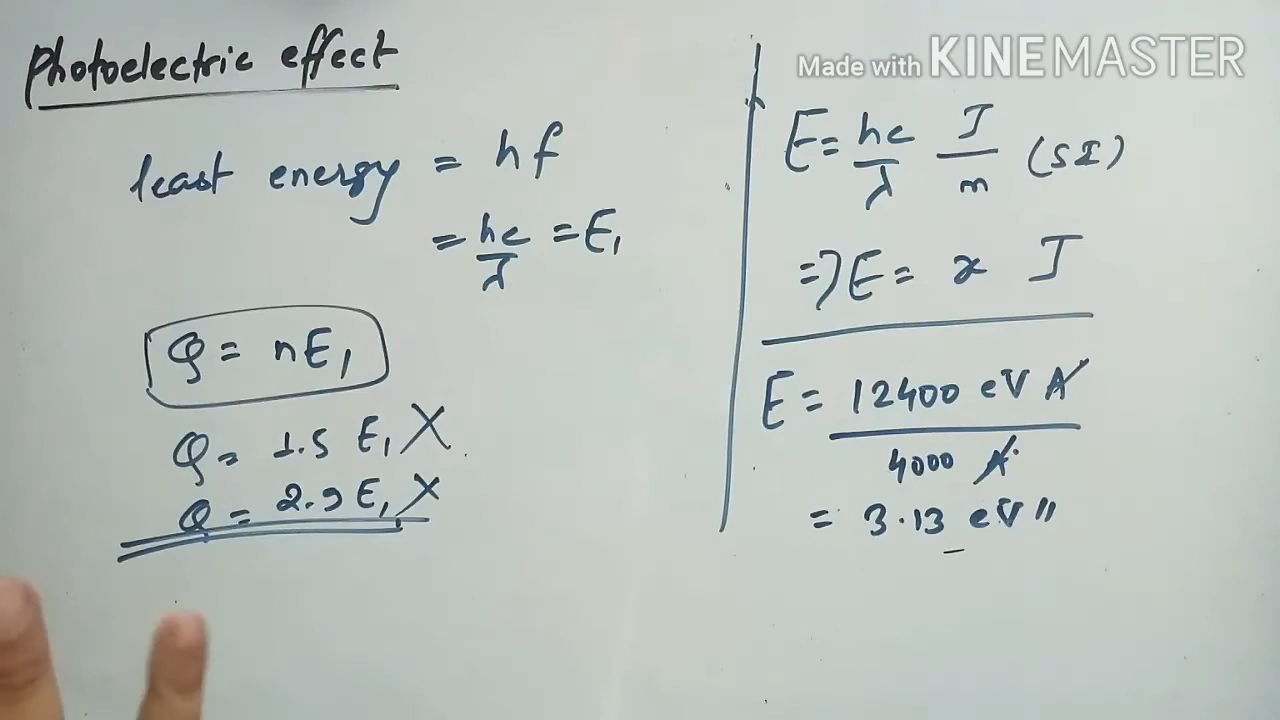 Photoelectric effect
least energy = hf
= hc/λ = E₁
Q = nE₁
Q = 1.5 E₁ X
Q = 2.9 E₁ X
Made with KINEMASTER
E = hc/λ J/m (SI)
⇒ E = x J
E = 12400 eV A / 4000 A
= 3.13 eV //